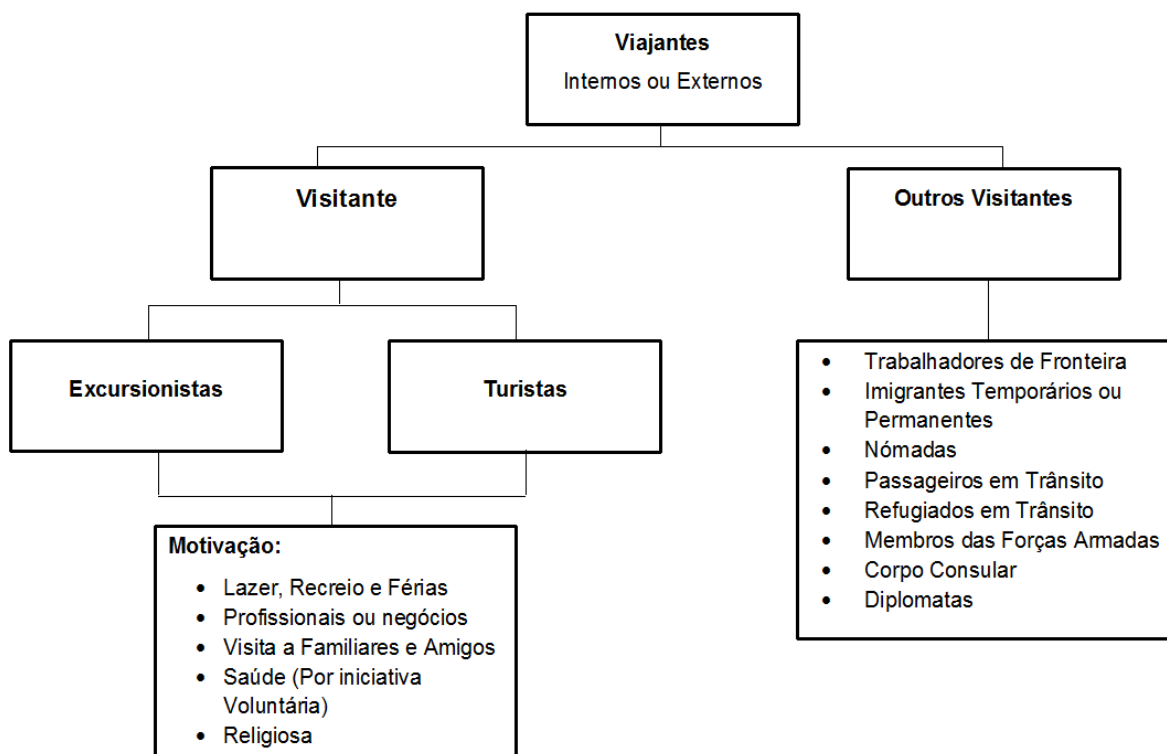 Viajantes
Internos ou Externos
Visitante
Outros Visitantes
Excursionistas
Turistas
• Trabalhadores de Fronteira
• Imigrantes Temporários ou
Permanentes
• Nómadas
• Passageiros em Trânsito
• Refugiados em Trânsito
• Membros das Forças Armadas
• Corpo Consular
• Diplomatas
Motivação:
• Lazer, Recreio e Férias
• Profissionais ou negócios
• Visita a Familiares e Amigos
• Saúde (Por iniciativa
Voluntária)
• Religiosa